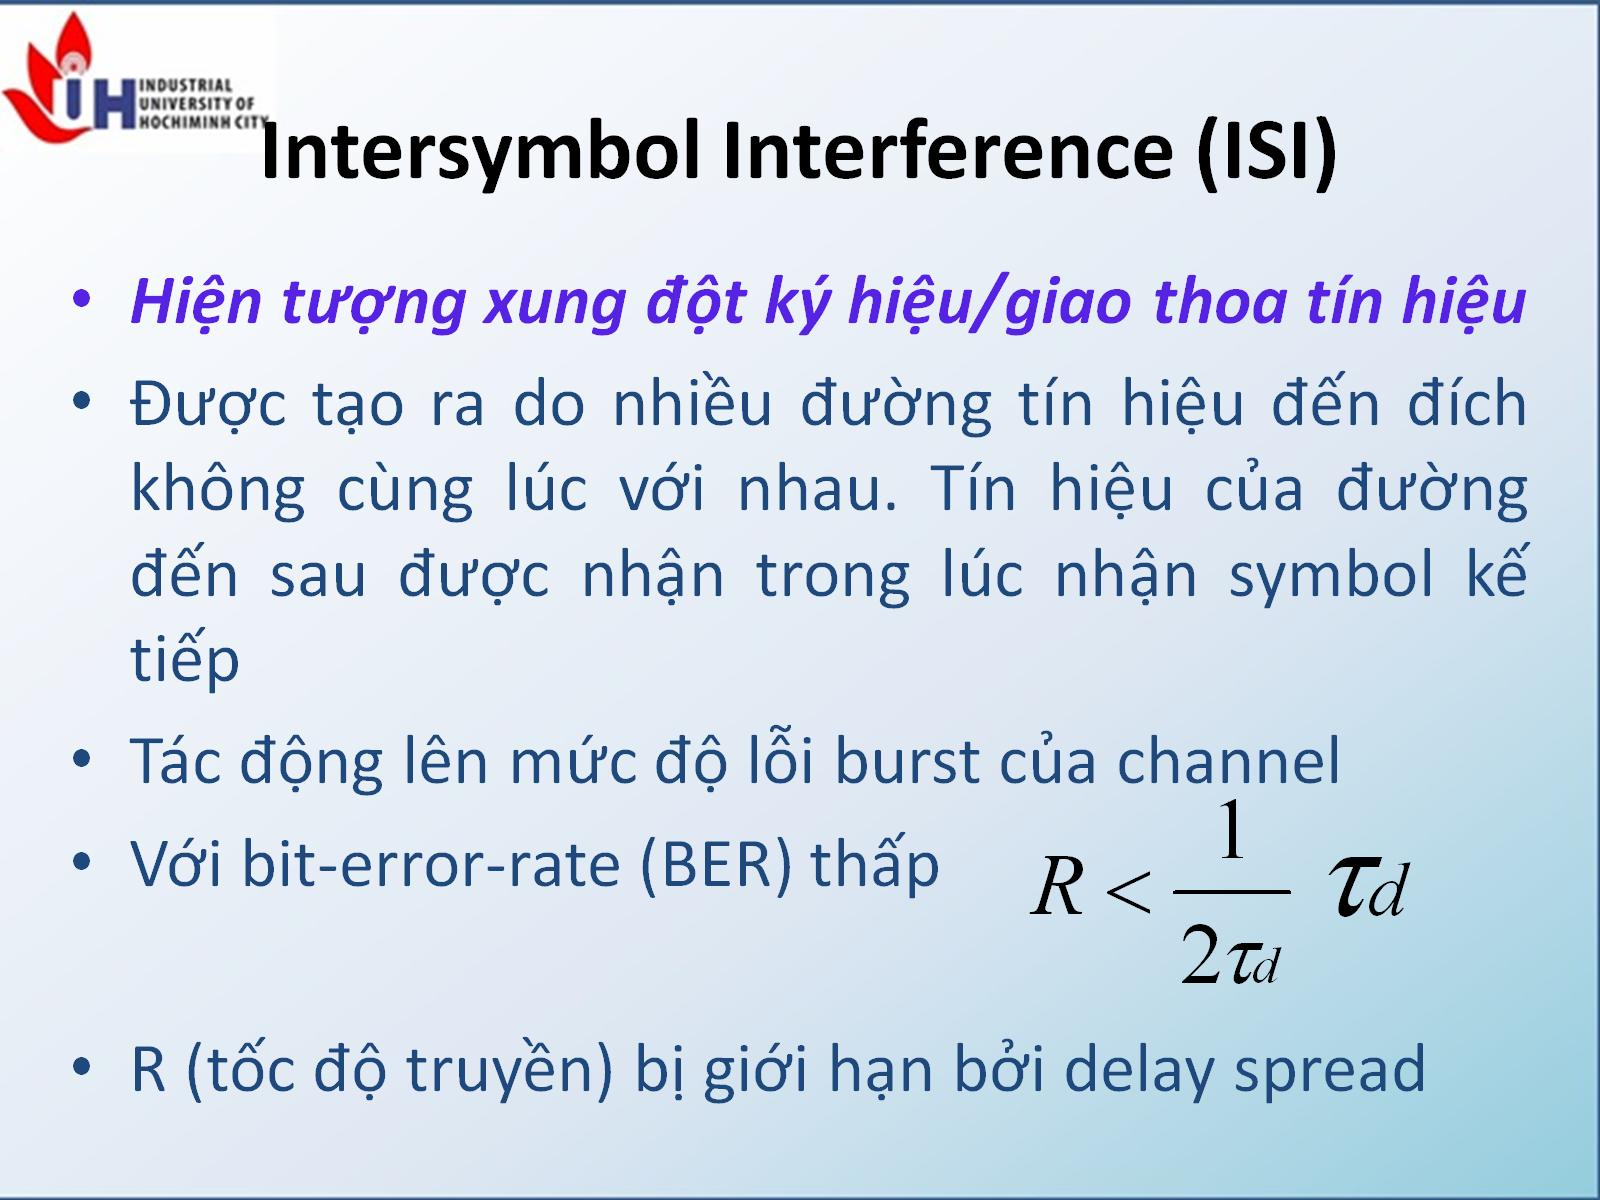 INDUSTRIAL
UNIVERSITY OF
HOCHIMINH CITY
Intersymbol Interference (ISI)
• Hiện tượng xung đột ký hiệu/giao thoa tín hiệu
• Được tạo ra do nhiều đường tín hiệu đến đích
không cùng lúc với nhau. Tín hiệu của đường
đến sau được nhận trong lúc nhận symbol kế
tiếp
• Tác động lên mức độ lỗi burst của channel
• Với bit-error-rate (BER) thấp
R < 1 / 2τd τd
• R (tốc độ truyền) bị giới hạn bởi delay spread